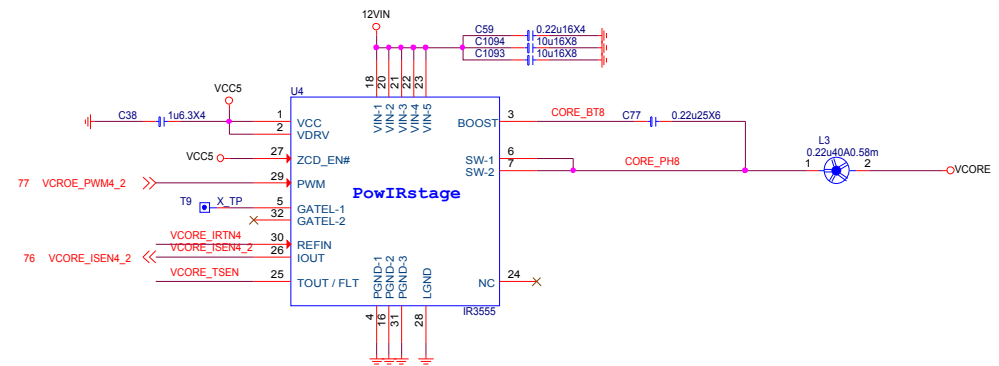 12VIN
C59 0.22u16X4
C1094 10u16X8
C1093 10u16X8
18 20 21 22 23
U4
VCC5
C38 1u6.3X4
1 VCC
2 VDRV
VIN-1 VIN-2 VIN-3 VIN-4 VIN-5
BOOST 3 CORE_BT8 C77 0.22u25X6
VCC5 27 ZCD_EN#
SW-1 6
SW-2 7 CORE_PH8
L3
0.22u40A0.58m
1 2 VCORE
77 VCROE_PWM4_2 29 PWM
PowIRstage
T9 X_TP 5 GATEL-1
32 GATEL-2
VCORE_IRTN4 30 REFIN
76 VCORE_ISEN4_2 VCORE_ISEN4_2 26 IOUT
VCORE_TSEN 25 TOUT / FLT
PGND-1 PGND-2 PGND-3 LGND
NC 24
IR3555
4 16 31 28